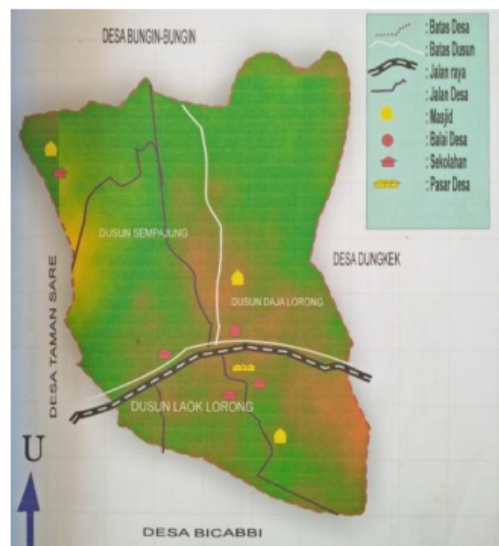 DESA BUNGIN-BUNGIN
: Batas Desa
: Batas Dusun
: Jalan raya
: Jalan Desa
: Masjid
: Balai Desa
: Sekolahan
: Pasar Desa
DUSUN SEMPAJUNG
DESA DUNGKEK
DESA TAMAN SARE
DUSUN DAJA LORONG
DUSUN LAOK LORONG
U
DESA BICABBI